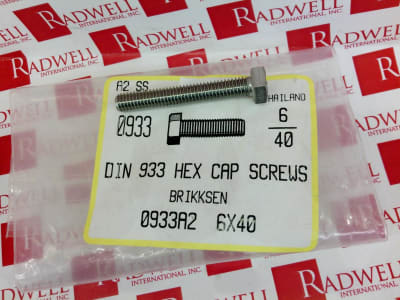 RADWELL
INTERNATIONAL, INC.
A2 SS
THAILAND
0933
6
40
DIN 933 HEX CAP SCREWS
BRIKKSEN
0933A2 6X40